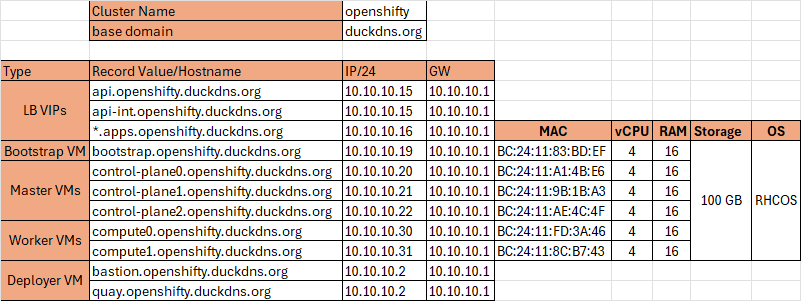 Cluster Name openshifty
base domain duckdns.org
Type Record Value/Hostname IP/24 GW
LB VIPs
api.openshifty.duckdns.org 10.10.10.15 10.10.10.1
api-int.openshifty.duckdns.org 10.10.10.15 10.10.10.1
*.apps.openshifty.duckdns.org 10.10.10.16 10.10.10.1 MAC vCPU RAM Storage OS
Bootstrap VM bootstrap.openshifty.duckdns.org 10.10.10.19 10.10.10.1 BC:24:11:83:BD:EF 4 16
Master VMs
control-plane0.openshifty.duckdns.org 10.10.10.20 10.10.10.1 BC:24:11:A1:4B:E6 4 16
control-plane1.openshifty.duckdns.org 10.10.10.21 10.10.10.1 BC:24:11:9B:1B:A3 4 16
control-plane2.openshifty.duckdns.org 10.10.10.22 10.10.10.1 BC:24:11:AE:4C:4F 4 16
100 GB RHCOS
Worker VMs
compute0.openshifty.duckdns.org 10.10.10.30 10.10.10.1 BC:24:11:FD:3A:46 4 16
compute1.openshifty.duckdns.org 10.10.10.31 10.10.10.1 BC:24:11:8C:B7:43 4 16
Deployer VM
bastion.openshifty.duckdns.org 10.10.10.2 10.10.10.1
quay.openshifty.duckdns.org 10.10.10.2 10.10.10.1